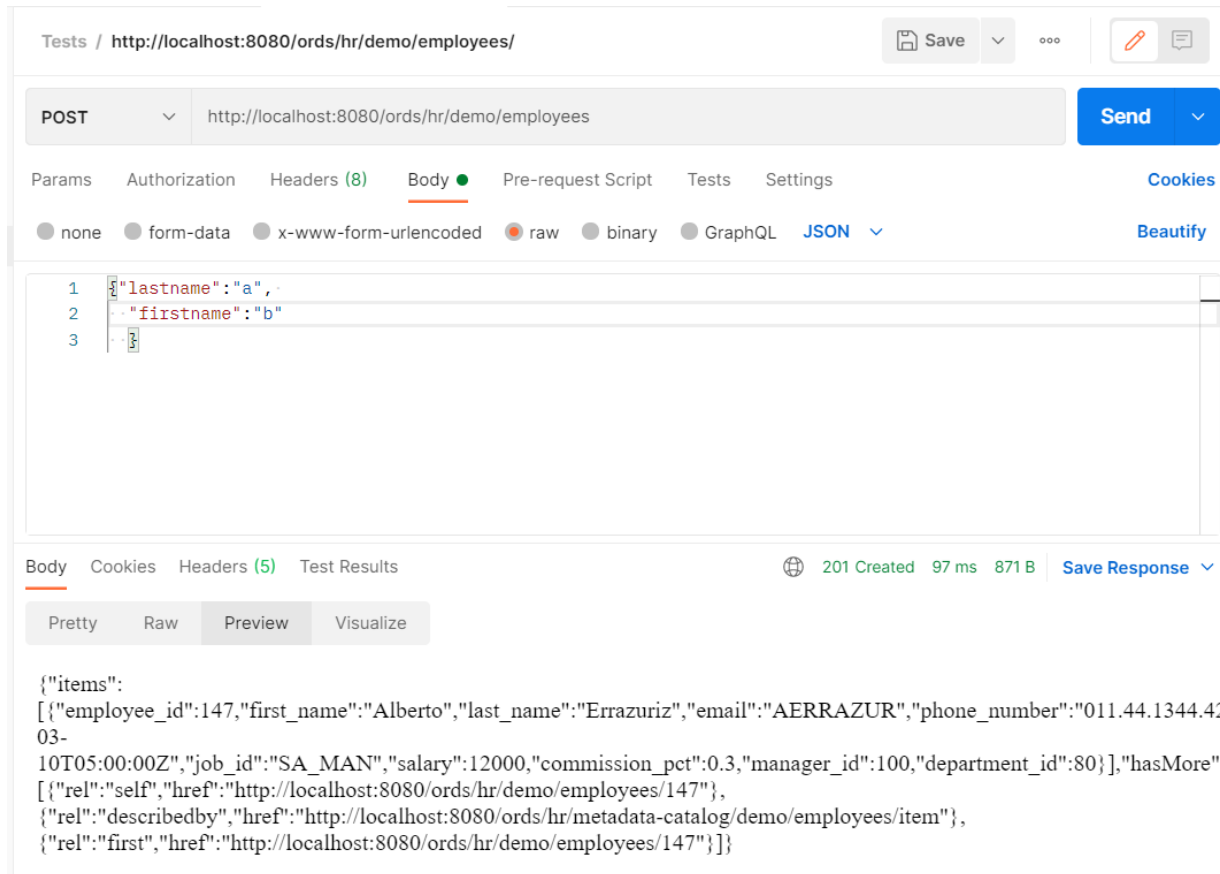 Tests / http://localhost:8080/ords/hr/demo/employees/ Save ooo
POST http://localhost:8080/ords/hr/demo/employees Send
Params Authorization Headers (8) Body Pre-request Script Tests Settings Cookies
none form-data x-www-form-urlencoded raw binary GraphQL JSON Beautify
1 {"lastname":"a",
2 "firstname":"b"
3 }
Body Cookies Headers (5) Test Results 201 Created 97 ms 871 B Save Response
Pretty Raw Preview Visualize
{"items":
[{"employee_id":147,"first_name":"Alberto","last_name":"Errazuriz","email":"AERRAZUR","phone_number":"011.44.1344.42
03-
10T05:00:00Z","job_id":"SA_MAN","salary":12000,"commission_pct":0.3,"manager_id":100,"department_id":80}],"hasMore"
[{"rel":"self","href":"http://localhost:8080/ords/hr/demo/employees/147"},
{"rel":"describedby","href":"http://localhost:8080/ords/hr/metadata-catalog/demo/employees/item"},
{"rel":"first","href":"http://localhost:8080/ords/hr/demo/employees/147"}]}